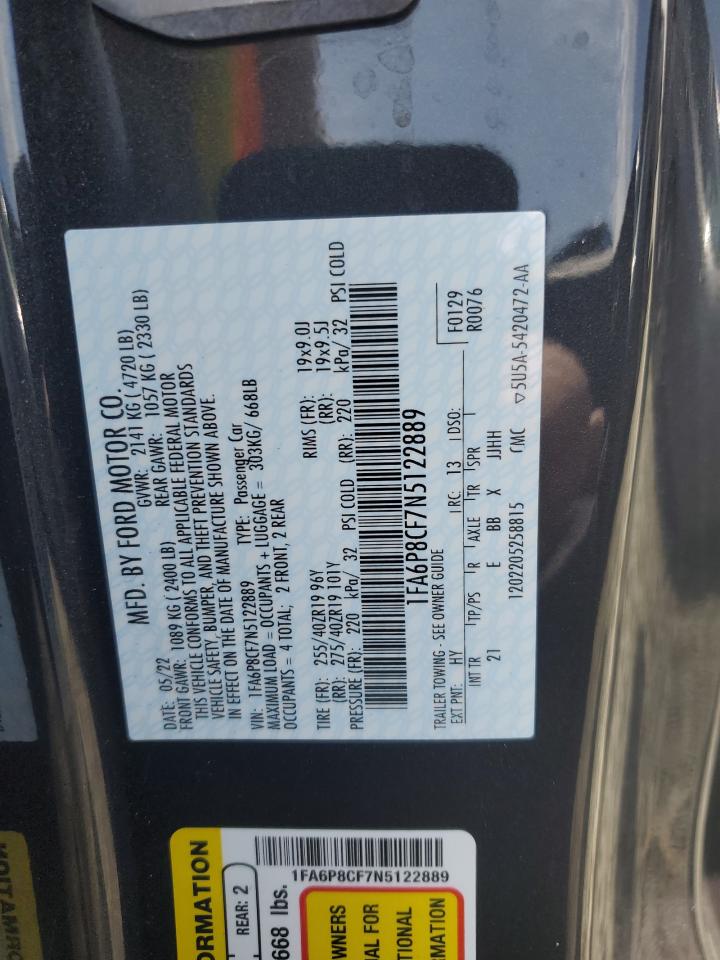 MFD. BY FORD MOTOR CO.
DATE: 05/22 GVWR: 2141 KG ( 4720 LB)
FRONT GAWR: 1089 KG ( 2400 LB) REAR GAWR: 1057 KG ( 2330 LB)
THIS VEHICLE CONFORMS TO ALL APPLICABLE FEDERAL MOTOR
VEHICLE SAFETY, BUMPER, AND THEFT PREVENTION STANDARDS
IN EFFECT ON THE DATE OF MANUFACTURE SHOWN ABOVE.
VIN: 1FA6P8CF7N5122889 TYPE: Passenger Car
MAXIMUM LOAD = OCCUPANTS + LUGGAGE = 303KG/ 668LB
OCCUPANTS = 4 TOTAL; 2 FRONT, 2 REAR
TIRE (FR): 255/40ZR19 96Y RIMS (FR): 19x9.0J
(RR): 275/40ZR19 101Y (RR): 19x9.5J
PRESSURE (FR): 220 kPa/ 32 PSI COLD (RR): 220 kPa/ 32 PSI COLD
1FA6P8CF7N5122889
TRAILER TOWING - SEE OWNER GUIDE F0129
EXT PNT: HY RC: 13 DSO: R0076
INT TR TP/PS R AXLE TR SPR
21 E BB X JJHH
1202205258815 CMC ▽5U5A-5420472-AA
ORMATION
REAR: 2
668 lbs.
1FA6P8CF7N5122889
WNERS
AL FOR
TIONAL
MATION